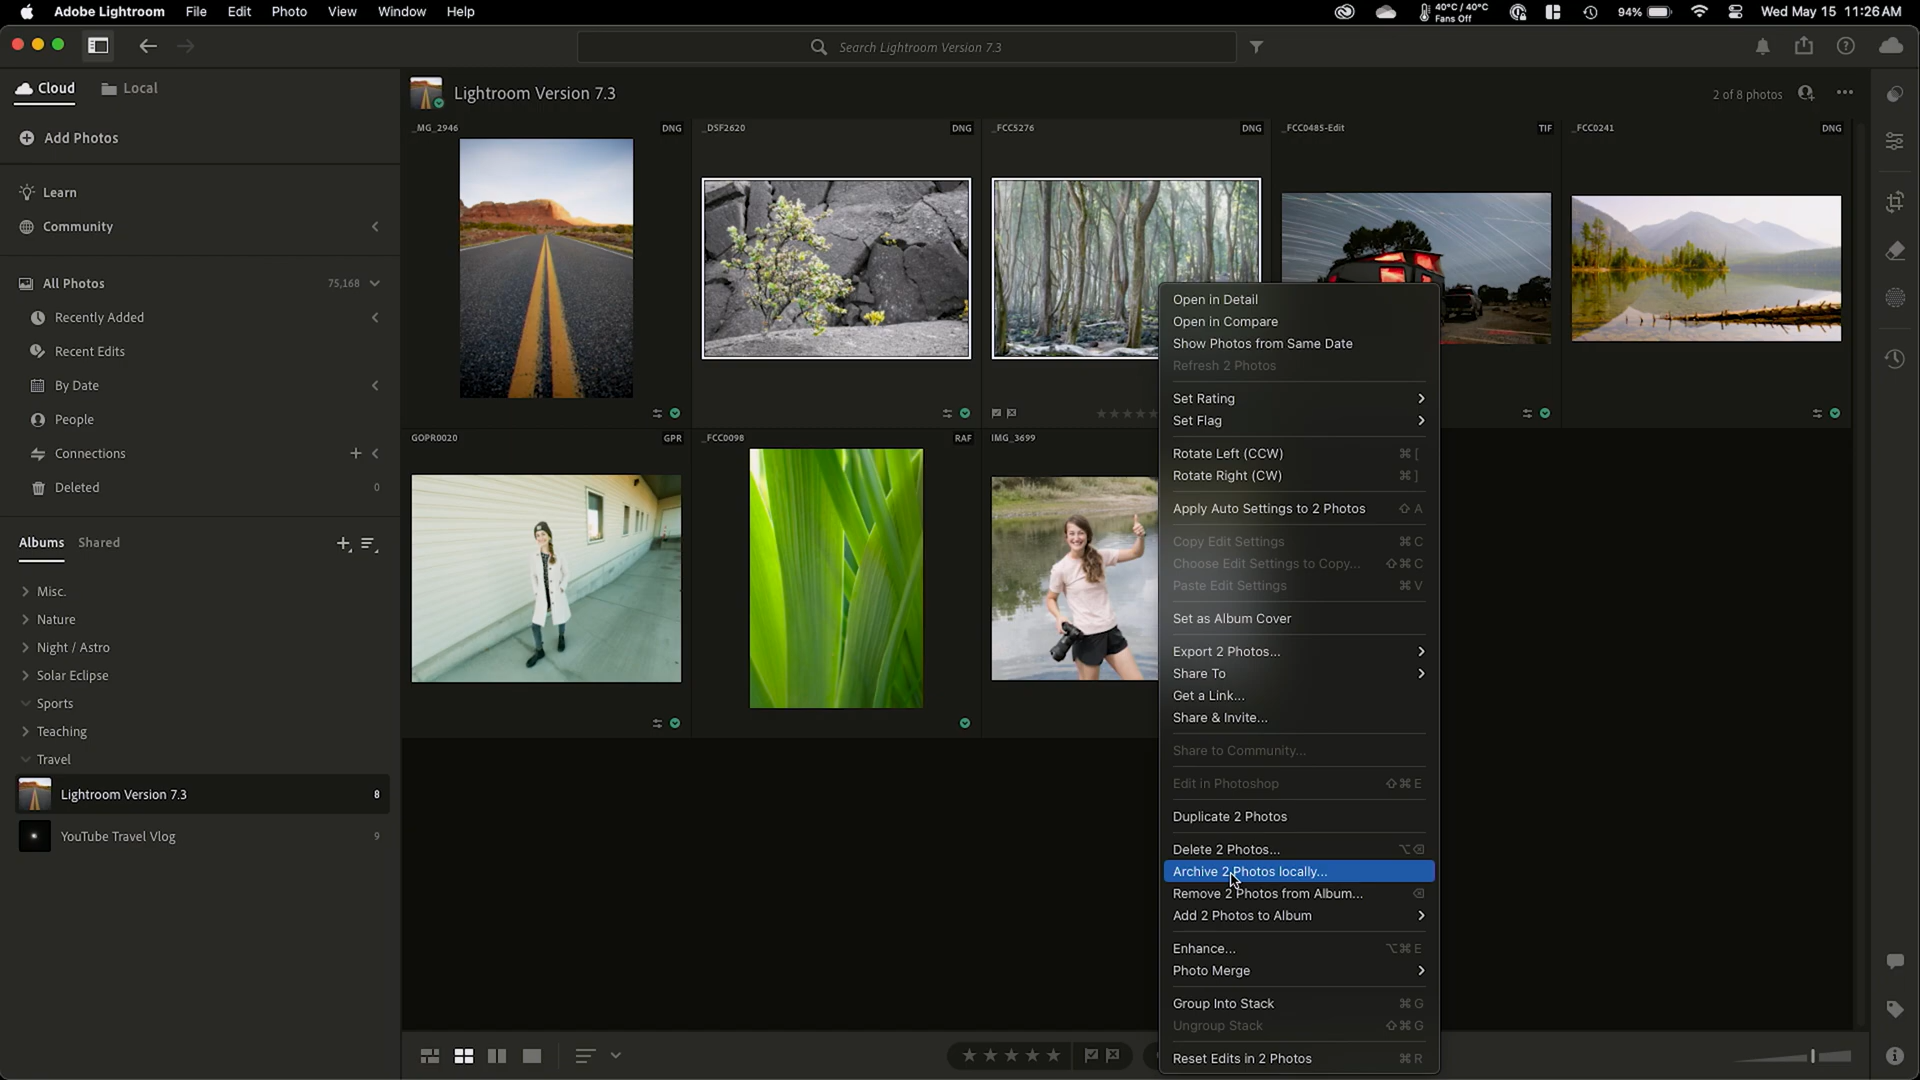 Adobe Lightroom File Edit Photo View Window Help
40°C / 40°C
Fans Off
94% Wed May 15 11:26 AM
Search Lightroom Version 7.3
Cloud Local
Lightroom Version 7.3
2 of 8 photos
Add Photos
Learn
Community
All Photos 75,168
Recently Added
Recent Edits
By Date
People
Connections
Deleted 0
Albums Shared
Misc.
Nature
Night / Astro
Solar Eclipse
Sports
Teaching
Travel
Lightroom Version 7.3 8
YouTube Travel Vlog 9
_MG_2946 DNG
_DSF2620 DNG
_FCC5276 DNG
_FCC0485-Edit TIF
_FCC0241 DNG
GOPR0020 GPR
_FCC0098 RAF
IMG_3699
Open in Detail
Open in Compare
Show Photos from Same Date
Refresh 2 Photos
Set Rating
Set Flag
Rotate Left (CCW) ⌘ [
Rotate Right (CW) ⌘ ]
Apply Auto Settings to 2 Photos ⇧ A
Copy Edit Settings ⌘ C
Choose Edit Settings to Copy... ⇧ ⌘ C
Paste Edit Settings ⌘ V
Set as Album Cover
Export 2 Photos...
Share To
Get a Link...
Share & Invite...
Share to Community...
Edit in Photoshop ⇧ ⌘ E
Duplicate 2 Photos
Delete 2 Photos... ⌥ ⌫
Archive 2 Photos locally...
Remove 2 Photos from Album... ⌫
Add 2 Photos to Album
Enhance... ⌥ ⌘ E
Photo Merge
Group Into Stack ⌘ G
Ungroup Stack ⇧ ⌘ G
Reset Edits in 2 Photos ⌘ R